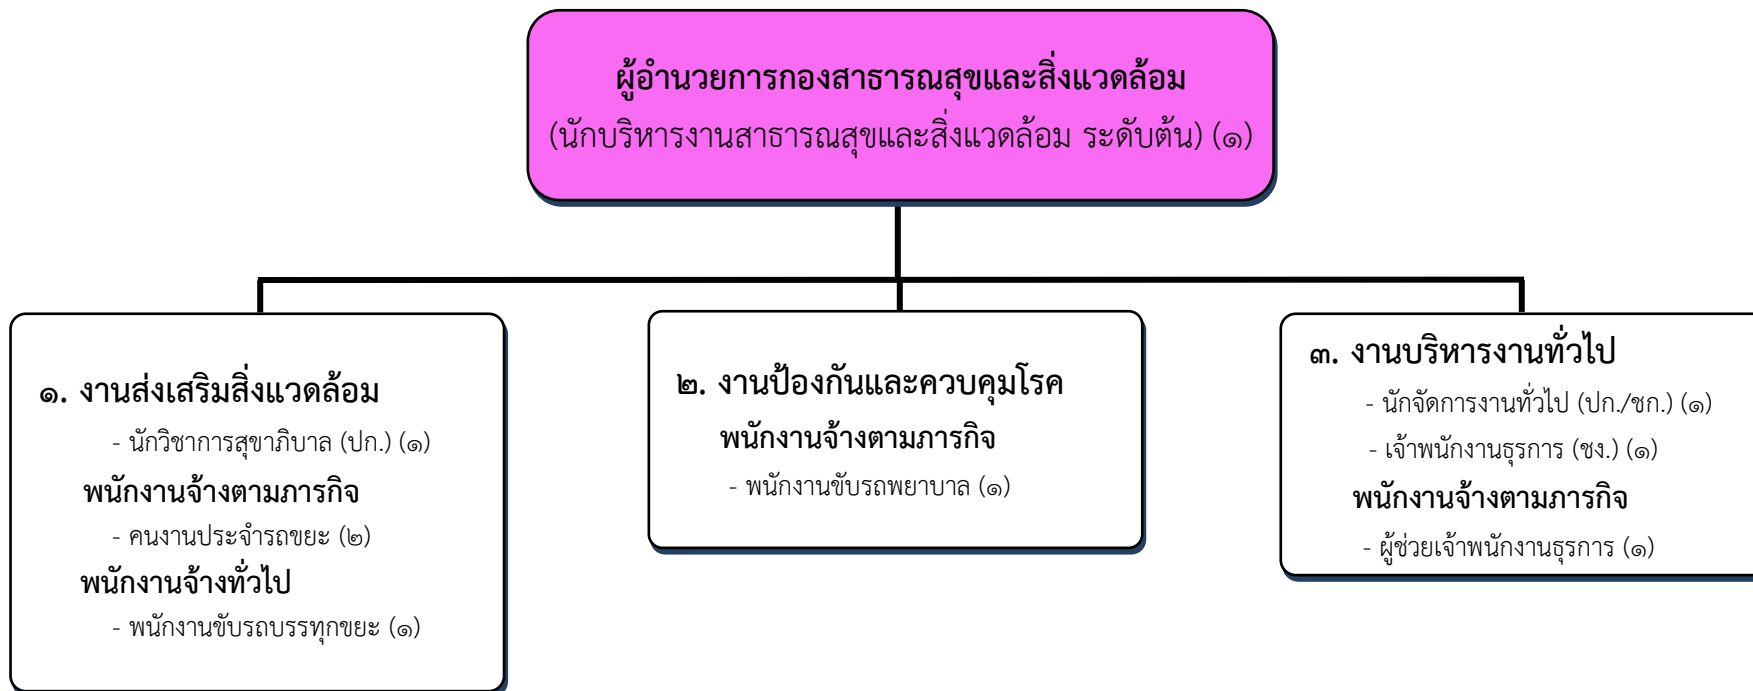 ผู้อำนวยการกองสาธารณสุขและสิ่งแวดล้อม
(นักบริหารงานสาธารณสุขและสิ่งแวดล้อม ระดับต้น) (๑)
๑. งานส่งเสริมสิ่งแวดล้อม
- นักวิชาการสุขาภิบาล (ปก.) (๑)
พนักงานจ้างตามภารกิจ
- คนงานประจำรถขยะ (๒)
พนักงานจ้างทั่วไป
- พนักงานขับรถบรรทุกขยะ (๑)
๒. งานป้องกันและควบคุมโรค
พนักงานจ้างตามภารกิจ
- พนักงานขับรถพยาบาล (๑)
๓. งานบริหารงานทั่วไป
- นักจัดการงานทั่วไป (ปก./ชก.) (๑)
- เจ้าพนักงานธุรการ (ชง.) (๑)
พนักงานจ้างตามภารกิจ
- ผู้ช่วยเจ้าพนักงานธุรการ (๑)